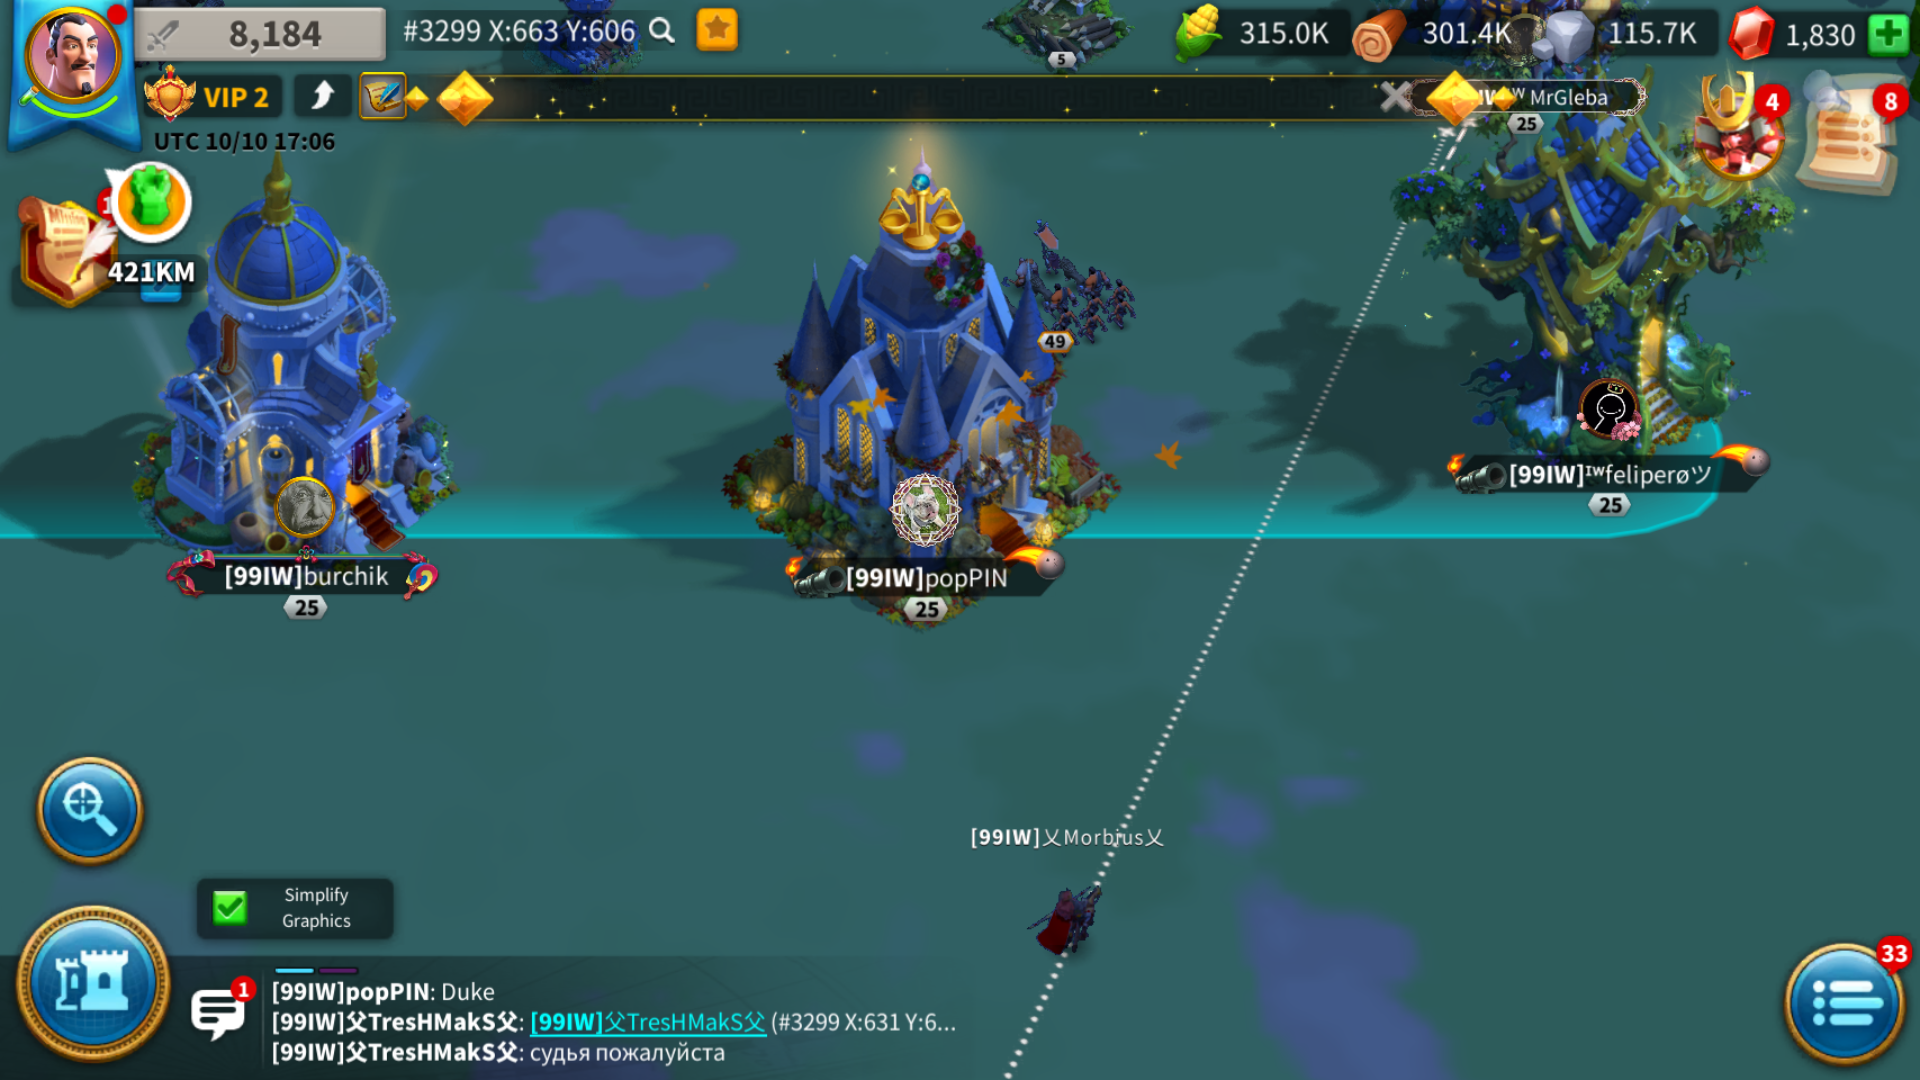 8,184
#3299 X:663 Y:606
5
315.0K
301.4K
115.7K
1,830
VIP 2
UTC 10/10 17:06
MrGleba
25
4
8
Mission
421KM
49
[99IW]burchik
25
[99IW]popPIN
25
[99IW]ᴵᵂfeliperøツ
25
[99IW]乂Morbius乂
Simplify
Graphics
33
1
[99IW]popPIN: Duke
[99IW]父TresHMakS父: [99IW]父TresHMakS父 (#3299 X:631 Y:6...
[99IW]父TresHMakS父: судья пожалуйста